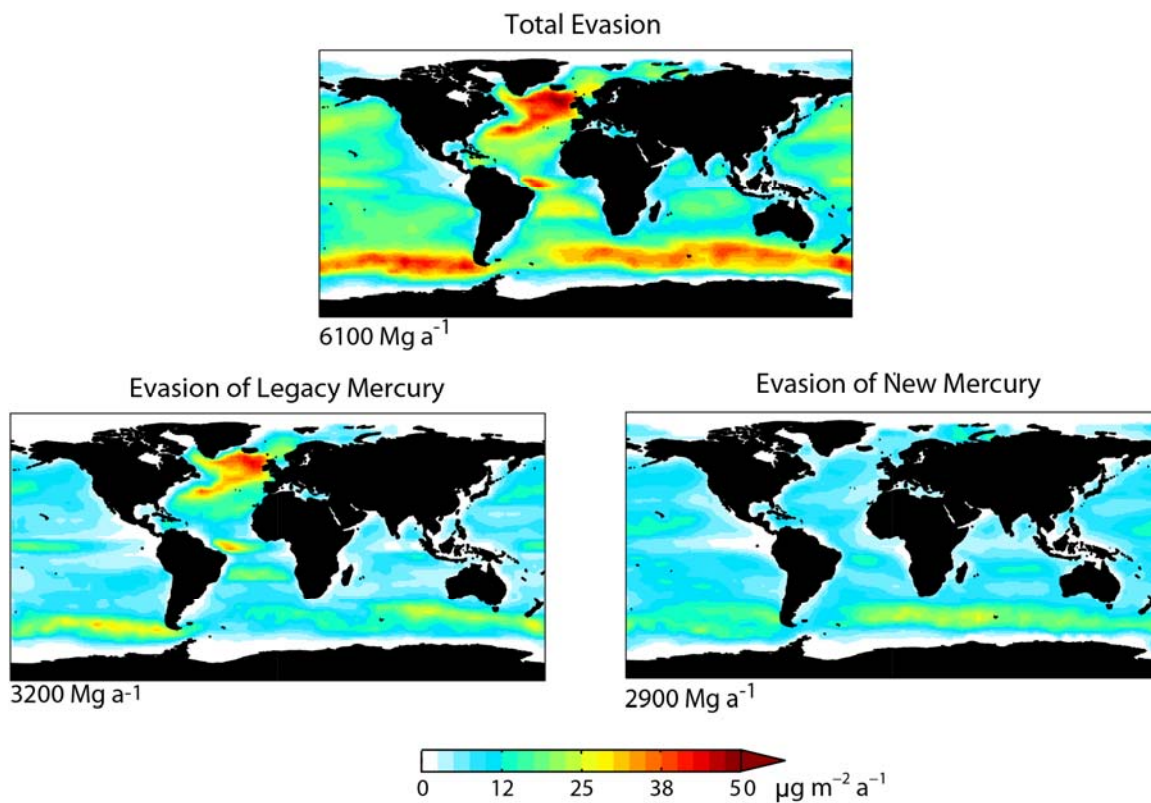 Total Evasion
6100 Mg a⁻¹
Evasion of Legacy Mercury
Evasion of New Mercury
3200 Mg a⁻¹
2900 Mg a⁻¹
0 12 25 38 50 μg m⁻² a⁻¹